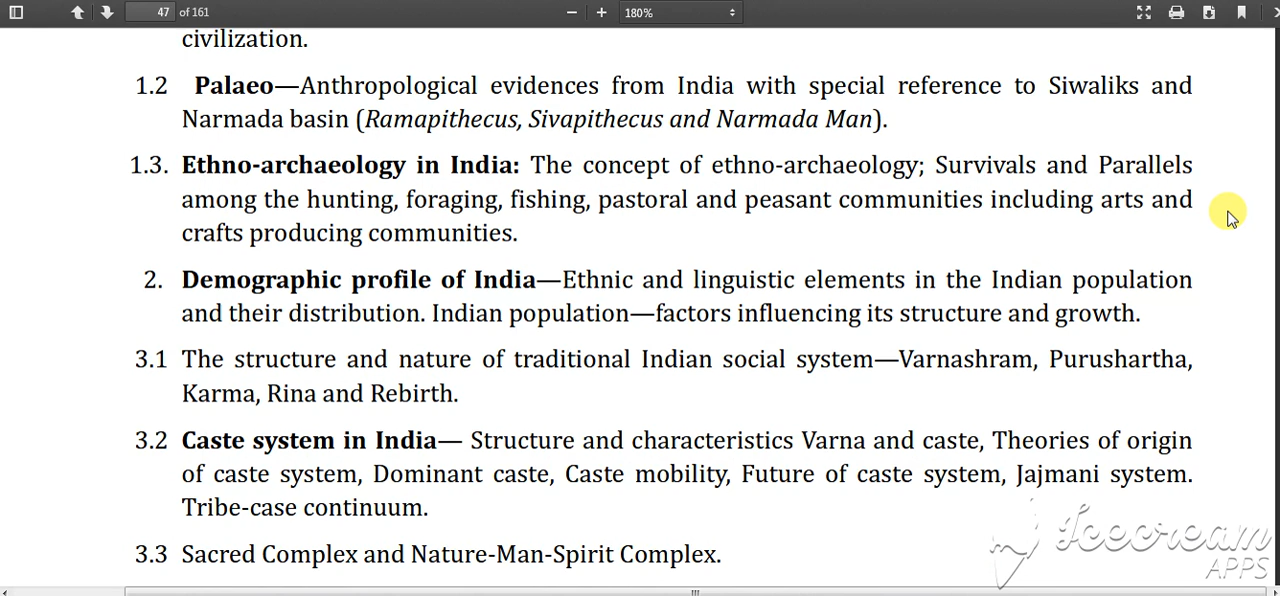 47 of 161 180%
civilization.
1.2 Palaeo—Anthropological evidences from India with special reference to Siwaliks and
Narmada basin (Ramapithecus, Sivapithecus and Narmada Man).
1.3. Ethno-archaeology in India: The concept of ethno-archaeology; Survivals and Parallels
among the hunting, foraging, fishing, pastoral and peasant communities including arts and
crafts producing communities.
2. Demographic profile of India—Ethnic and linguistic elements in the Indian population
and their distribution. Indian population—factors influencing its structure and growth.
3.1 The structure and nature of traditional Indian social system—Varnashram, Purushartha,
Karma, Rina and Rebirth.
3.2 Caste system in India— Structure and characteristics Varna and caste, Theories of origin
of caste system, Dominant caste, Caste mobility, Future of caste system, Jajmani system.
Tribe-case continuum.
3.3 Sacred Complex and Nature-Man-Spirit Complex.
Icecream
APPS